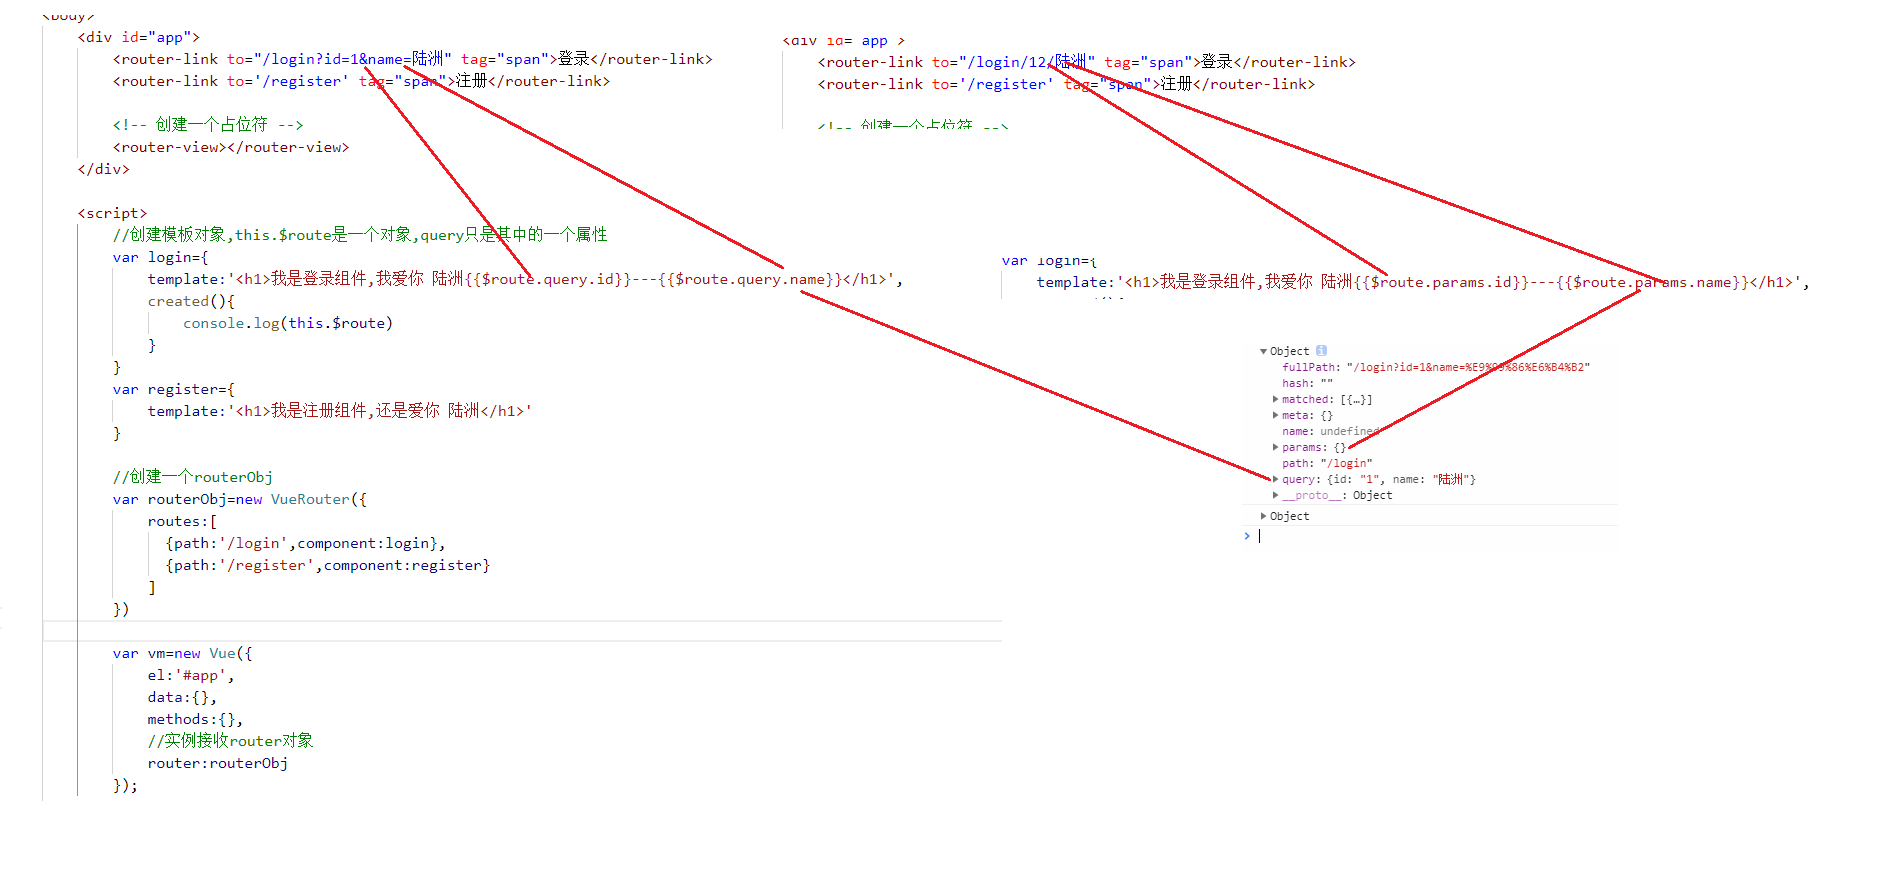 <body>
<div id="app">
<router-link to="/login?id=1&name=陆洲" tag="span">登录</router-link>
<router-link to='/register' tag="span">注册</router-link>
<!-- 创建一个占位符 -->
<router-view></router-view>
</div>
<script>
//创建模板对象,this.$route是一个对象,query只是其中的一个属性
var login={
template:'<h1>我是登录组件,我爱你 陆洲{{$route.query.id}}---{{$route.query.name}}</h1>',
created(){
console.log(this.$route)
}
}
var register={
template:'<h1>我是注册组件,还是爱你 陆洲</h1>'
}
//创建一个routerObj
var routerObj=new VueRouter({
routes:[
{path:'/login',component:login},
{path:'/register',component:register}
]
})
var vm=new Vue({
el:'#app',
data:{},
methods:{},
//实例接收router对象
router:routerObj
});
<div id="app">
<router-link to="/login/12/陆洲" tag="span">登录</router-link>
<router-link to='/register' tag="span">注册</router-link>
<!-- 创建一个占位符 -->
var login={
template:'<h1>我是登录组件,我爱你 陆洲{{$route.params.id}}---{{$route.params.name}}</h1>',
Object
fullPath: "/login?id=1&name=%E9%99%86%E6%B4%B2"
hash: ""
matched: [{…}]
meta: {}
name: undefined
params: {}
path: "/login"
query: {id: "1", name: "陆洲"}
__proto__: Object
Object